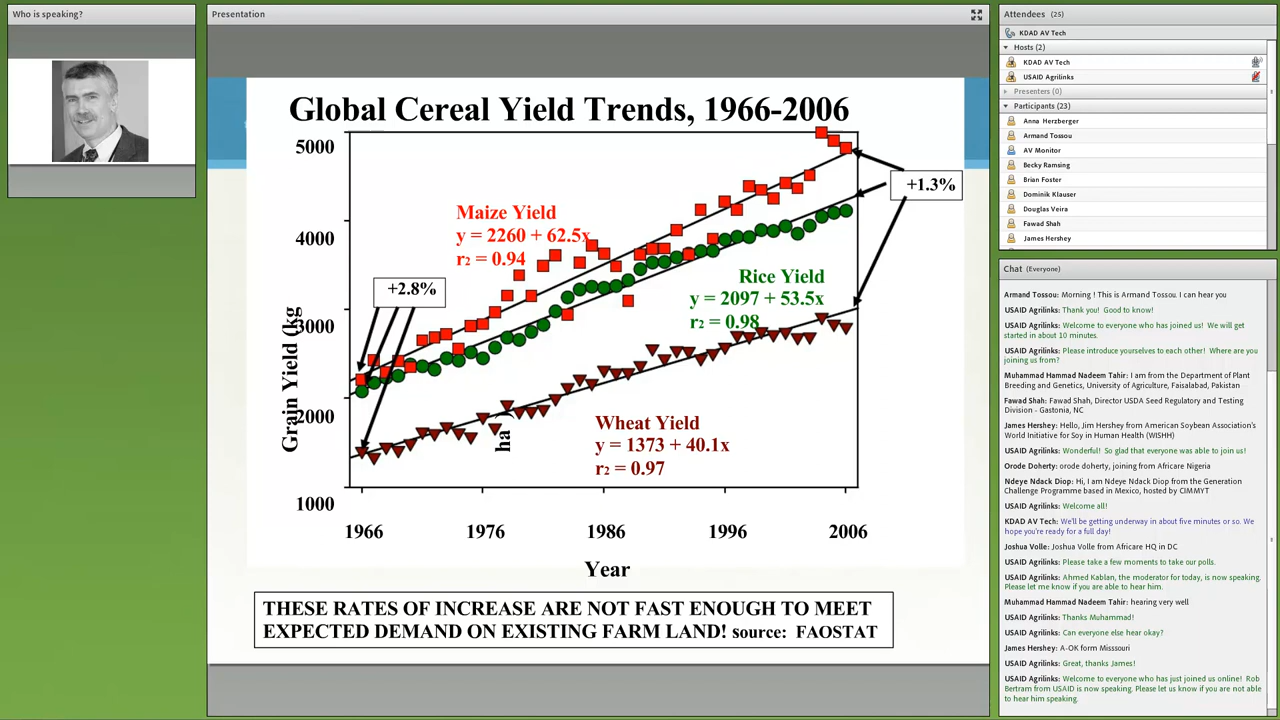 Who is speaking?
Presentation
Global Cereal Yield Trends, 1966-2006
5000
4000
3000
2000
1000
Grain Yield (kg
ha )
Maize Yield
y = 2260 + 62.5x
r2 = 0.94
+2.8%
+1.3%
Rice Yield
y = 2097 + 53.5x
r2 = 0.98
Wheat Yield
y = 1373 + 40.1x
r2 = 0.97
1966 1976 1986 1996 2006
Year
THESE RATES OF INCREASE ARE NOT FAST ENOUGH TO MEET
EXPECTED DEMAND ON EXISTING FARM LAND! source: FAOSTAT
Attendees (25)
KDAD AV Tech
Hosts (2)
KDAD AV Tech
USAID Agrilinks
Presenters (0)
Participants (23)
Anna Herzberger
Armand Tossou
AV Monitor
Becky Ramsing
Brian Foster
Dominik Klauser
Douglas Veira
Fawad Shah
James Hershey
Chat (Everyone)
Armand Tossou: Morning ! This is Armand Tossou. I can hear you
USAID Agrilinks: Thank you! Good to know!
USAID Agrilinks: Welcome to everyone who has joined us! We will get
started in about 10 minutes.
USAID Agrilinks: Please introduce yourselves to each other! Where are you
joining us from?
Muhammad Hammad Nadeem Tahir: I am from the Department of Plant
Breeding and Genetics, University of Agriculture, Faisalabad, Pakistan
Fawad Shah: Fawad Shah, Director USDA Seed Regulatory and Testing
Division - Gastonia, NC
James Hershey: Hello, Jim Hershey from American Soybean Association's
World Initiative for Soy in Human Health (WISHH)
USAID Agrilinks: Wonderful! So glad that everyone was able to join us!
Orode Doherty: orode doherty, joining from Africare Nigeria
Ndeye Ndack Diop: Hi, I am Ndeye Ndack Diop from the Generation
Challenge Programme based in Mexico, hosted by CIMMYT
USAID Agrilinks: Welcome all!
KDAD AV Tech: We'll be getting underway in about five minutes or so. We
hope you're ready for a full day!
Joshua Volle: Joshua Volle from Africare HQ in DC
USAID Agrilinks: Please take a few moments to take our polls.
USAID Agrilinks: Ahmed Kablan, the moderator for today, is now speaking.
Please let me know if you are able to hear him.
Muhammad Hammad Nadeem Tahir: hearing very well
USAID Agrilinks: Thanks Muhammad!
USAID Agrilinks: Can everyone else hear okay?
James Hershey: A-OK form Misssouri
USAID Agrilinks: Great, thanks James!
USAID Agrilinks: Welcome to everyone who has just joined us online! Rob
Bertram from USAID is now speaking. Please let us know if you are not able
to hear him speaking.